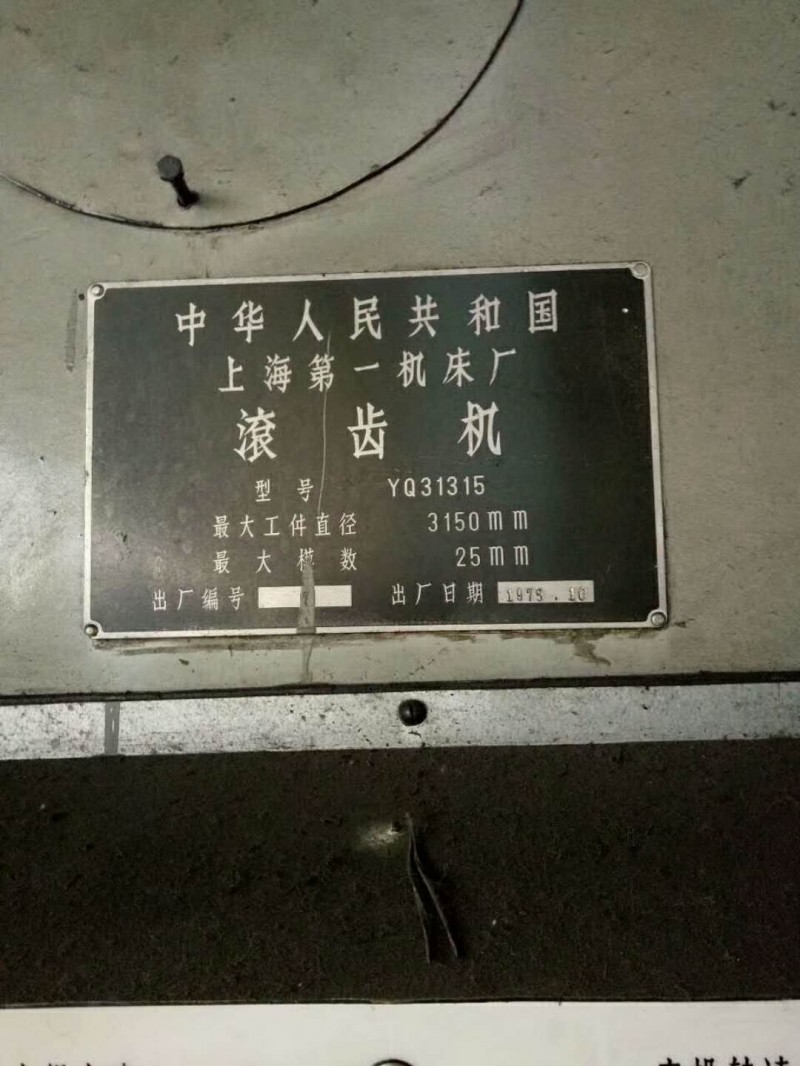 中华人民共和国
上海第一机床厂
滚齿机
型号 YQ31315
最大工件直径 3150mm
最大模数 25mm
出厂编号 出厂日期